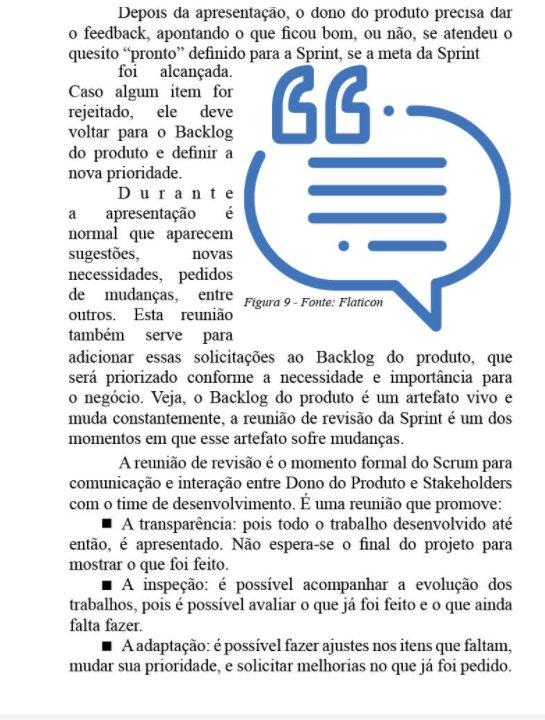 Depois da apresentação, o dono do produto precisa dar
o feedback, apontando o que ficou bom, ou não, se atendeu o
quesito “pronto” definido para a Sprint, se a meta da Sprint
foi alcançada.
Caso algum item for
rejeitado, ele deve
voltar para o Backlog
do produto e definir a
nova prioridade.
Durante
a apresentação é
normal que aparecem
sugestões, novas
necessidades, pedidos
de mudanças, entre
outros. Esta reunião
também serve para
Figura 9 - Fonte: Flaticon
adicionar essas solicitações ao Backlog do produto, que
será priorizado conforme a necessidade e importância para
o negócio. Veja, o Backlog do produto é um artefato vivo e
muda constantemente, a reunião de revisão da Sprint é um dos
momentos em que esse artefato sofre mudanças.
A reunião de revisão é o momento formal do Scrum para
comunicação e interação entre Dono do Produto e Stakeholders
com o time de desenvolvimento. É uma reunião que promove:
■ A transparência: pois todo o trabalho desenvolvido até
então, é apresentado. Não espera-se o final do projeto para
mostrar o que foi feito.
■ A inspeção: é possível acompanhar a evolução dos
trabalhos, pois é possível avaliar o que já foi feito e o que ainda
falta fazer.
■ A adaptação: é possível fazer ajustes nos itens que faltam,
mudar sua prioridade, e solicitar melhorias no que já foi pedido.